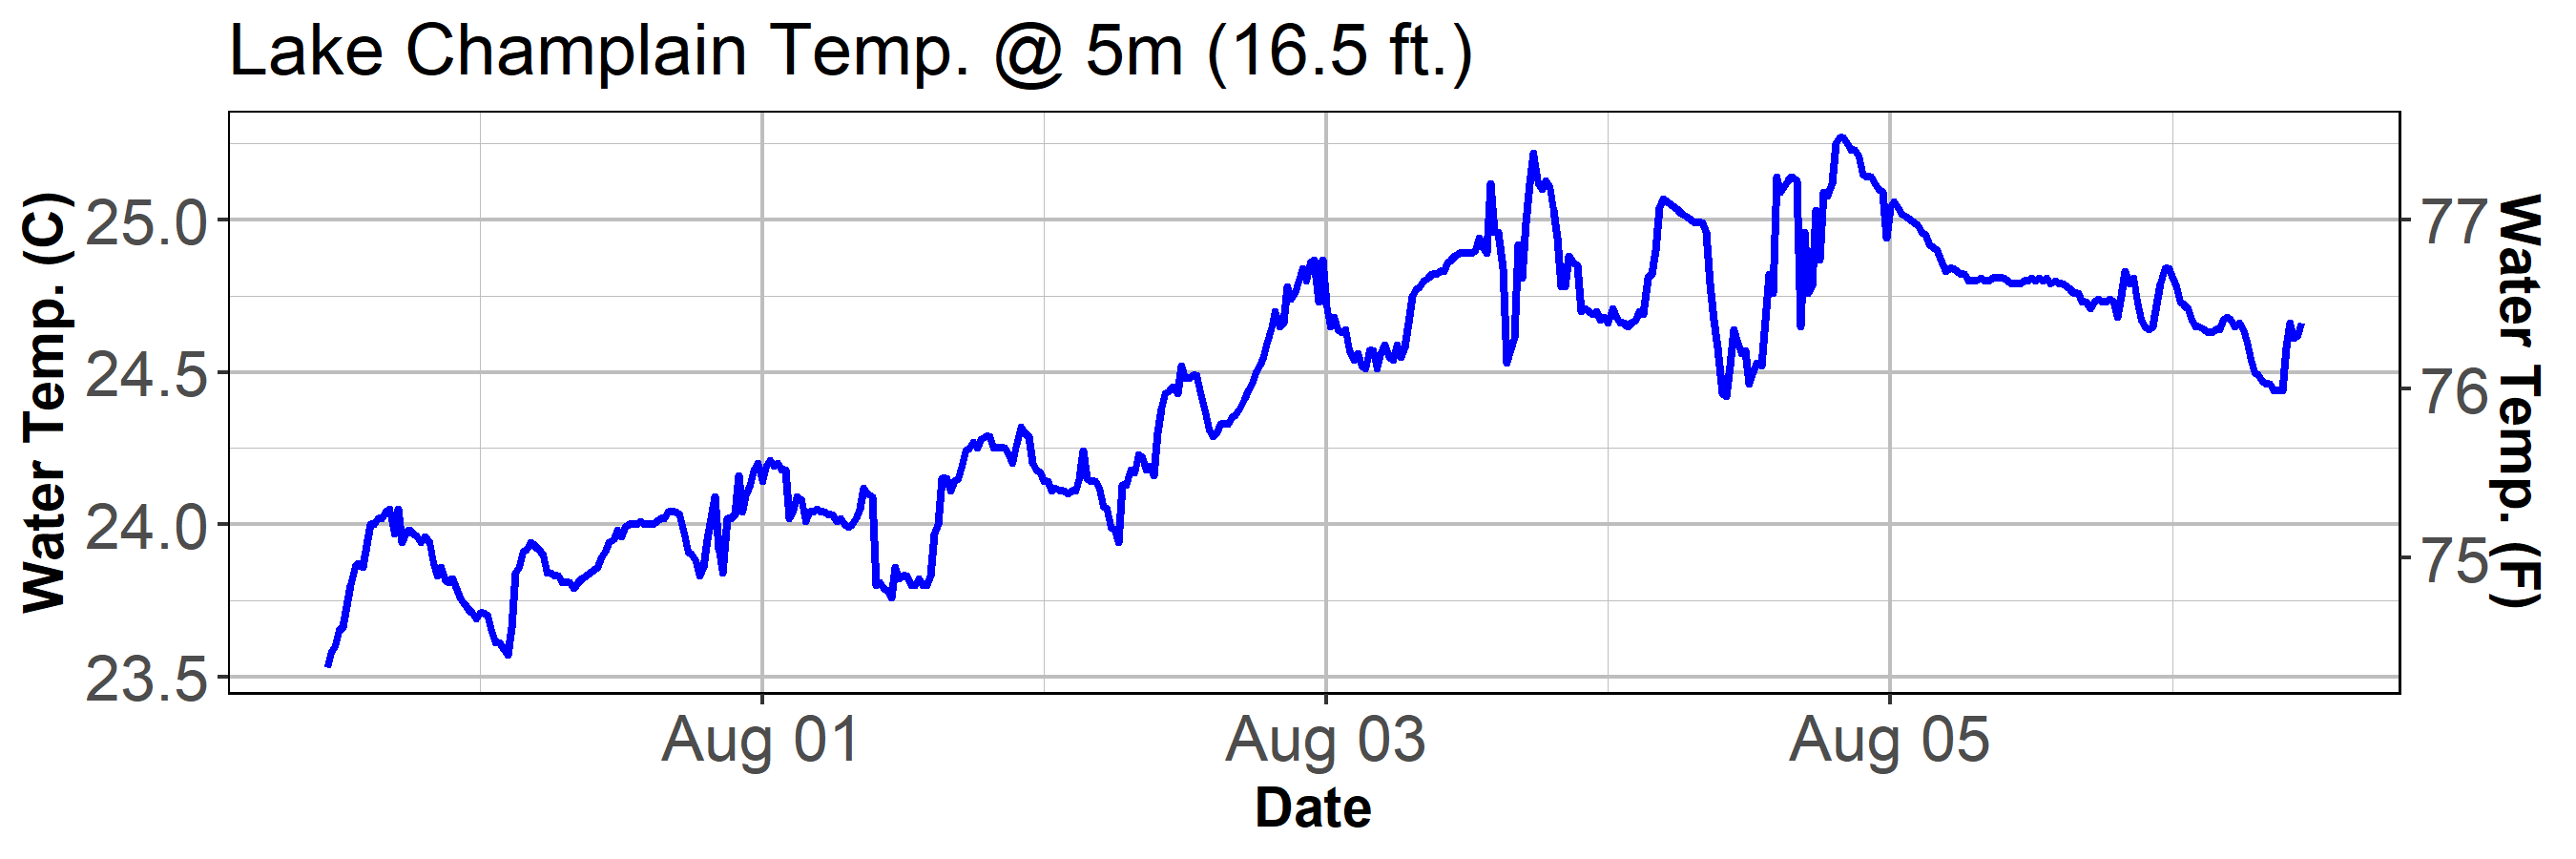 Lake Champlain Temp. @ 5m (16.5 ft.)
Water Temp. (C)
25.0
24.5
24.0
23.5
77
76
75
Water Temp. (F)
Aug 01
Aug 03
Aug 05
Date